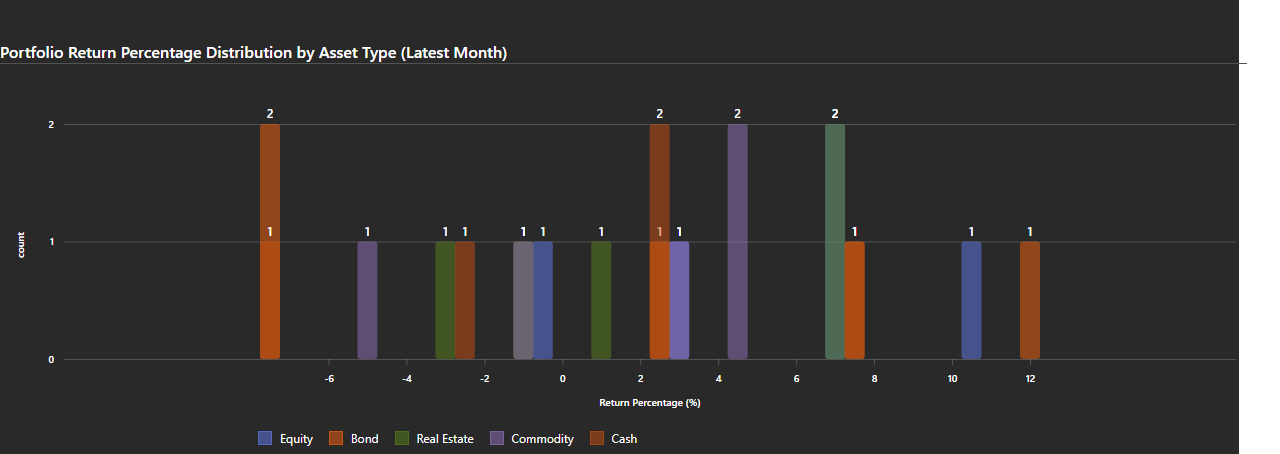 Portfolio Return Percentage Distribution by Asset Type (Latest Month)
2 2 2 2
2
1 1 1 1 1 1 1 1 1 1 1 1
1
count
0
-6 -4 -2 0 2 4 6 8 10 12
Return Percentage (%)
Equity Bond Real Estate Commodity Cash